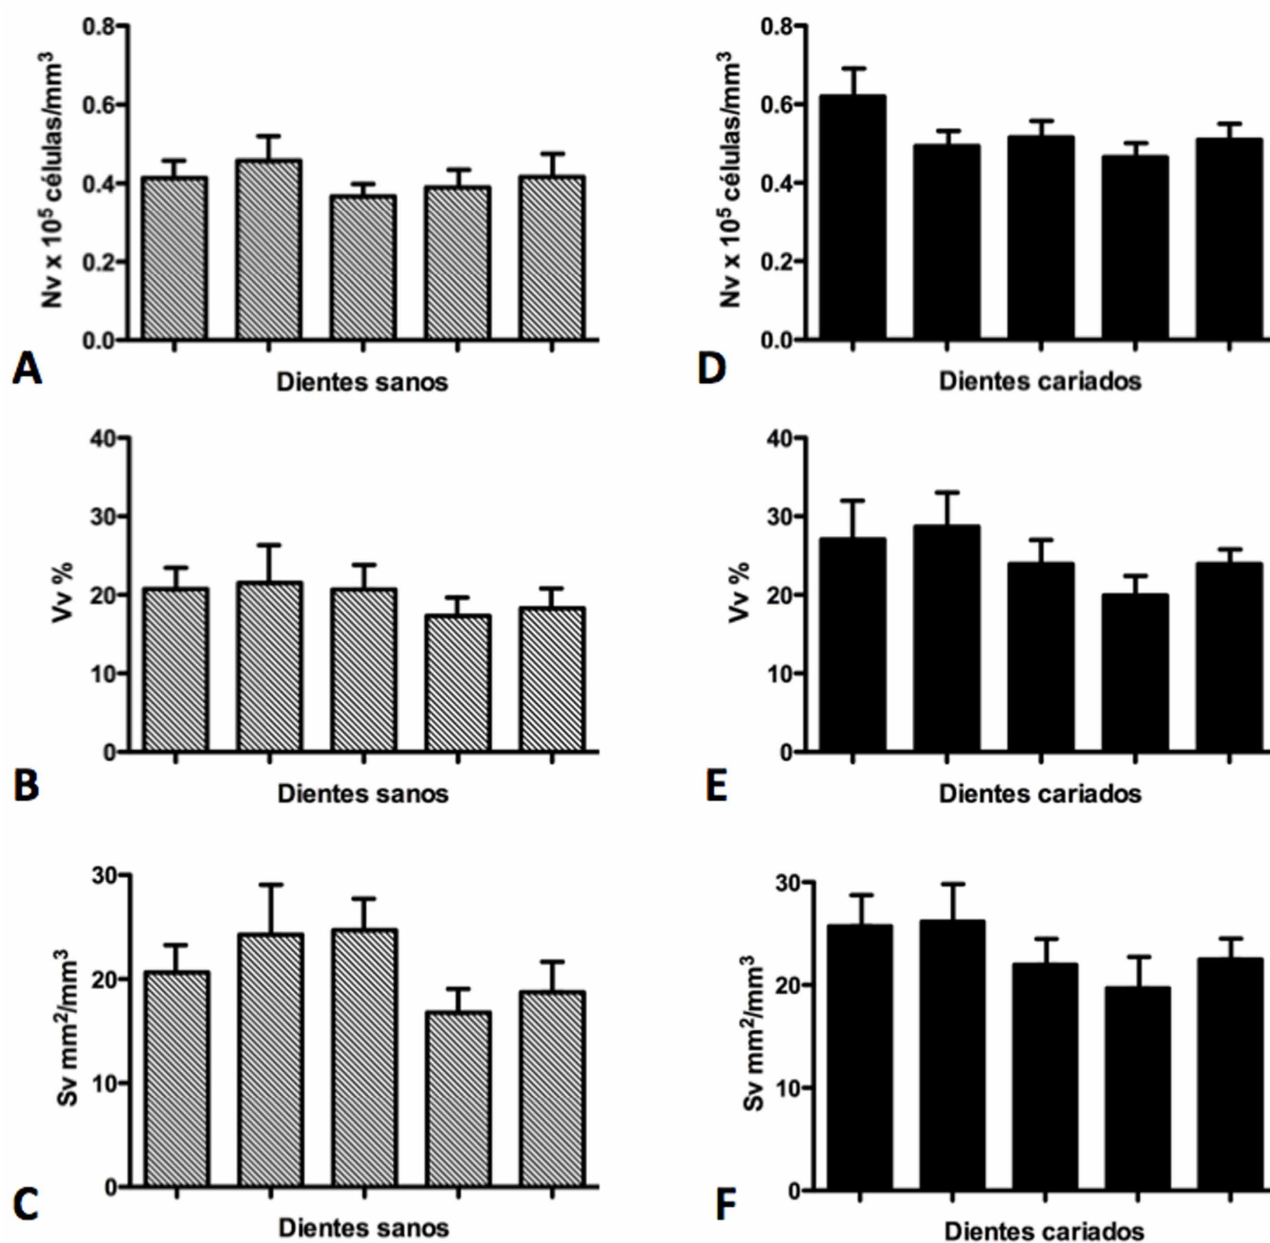 0.8
0.6
0.4
0.2
0.0
Nv x 10⁵ células/mm³
A
Dientes sanos
0.8
0.6
0.4
0.2
0.0
Nv x 10⁵ células/mm³
D
Dientes cariados
40
30
20
10
0
Vv %
B
Dientes sanos
40
30
20
10
0
Vv %
E
Dientes cariados
30
20
10
0
Sv mm²/mm³
C
Dientes sanos
30
20
10
0
Sv mm²/mm³
F
Dientes cariados